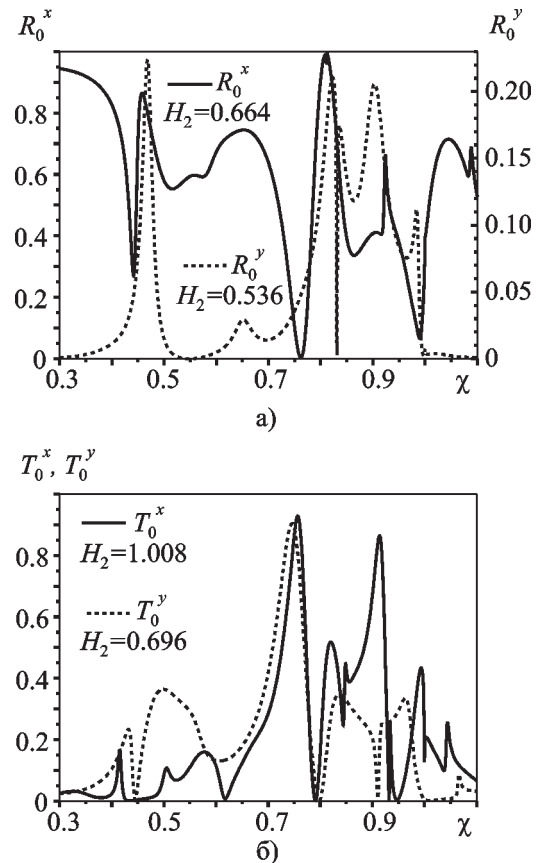 R₀ˣ R₀ʸ
0.8 0.20
R₀ˣ
H₂=0.664
0.6 0.15
0.4 0.10
R₀ʸ
H₂=0.536
0.2 0.05
0 0
0.3 0.5 0.7 0.9 χ
а)
T₀ˣ, T₀ʸ
T₀ˣ
H₂=1.008
0.8
0.6
T₀ʸ
H₂=0.696
0.4
0.2
0
0.3 0.5 0.7 0.9 χ
б)